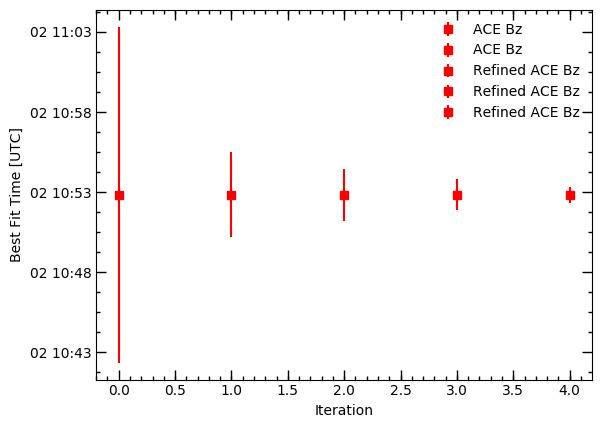 02 11:03
02 10:58
02 10:53
02 10:48
02 10:43
Best Fit Time [UTC]
ACE Bz
ACE Bz
Refined ACE Bz
Refined ACE Bz
Refined ACE Bz
0.0 0.5 1.0 1.5 2.0 2.5 3.0 3.5 4.0
Iteration